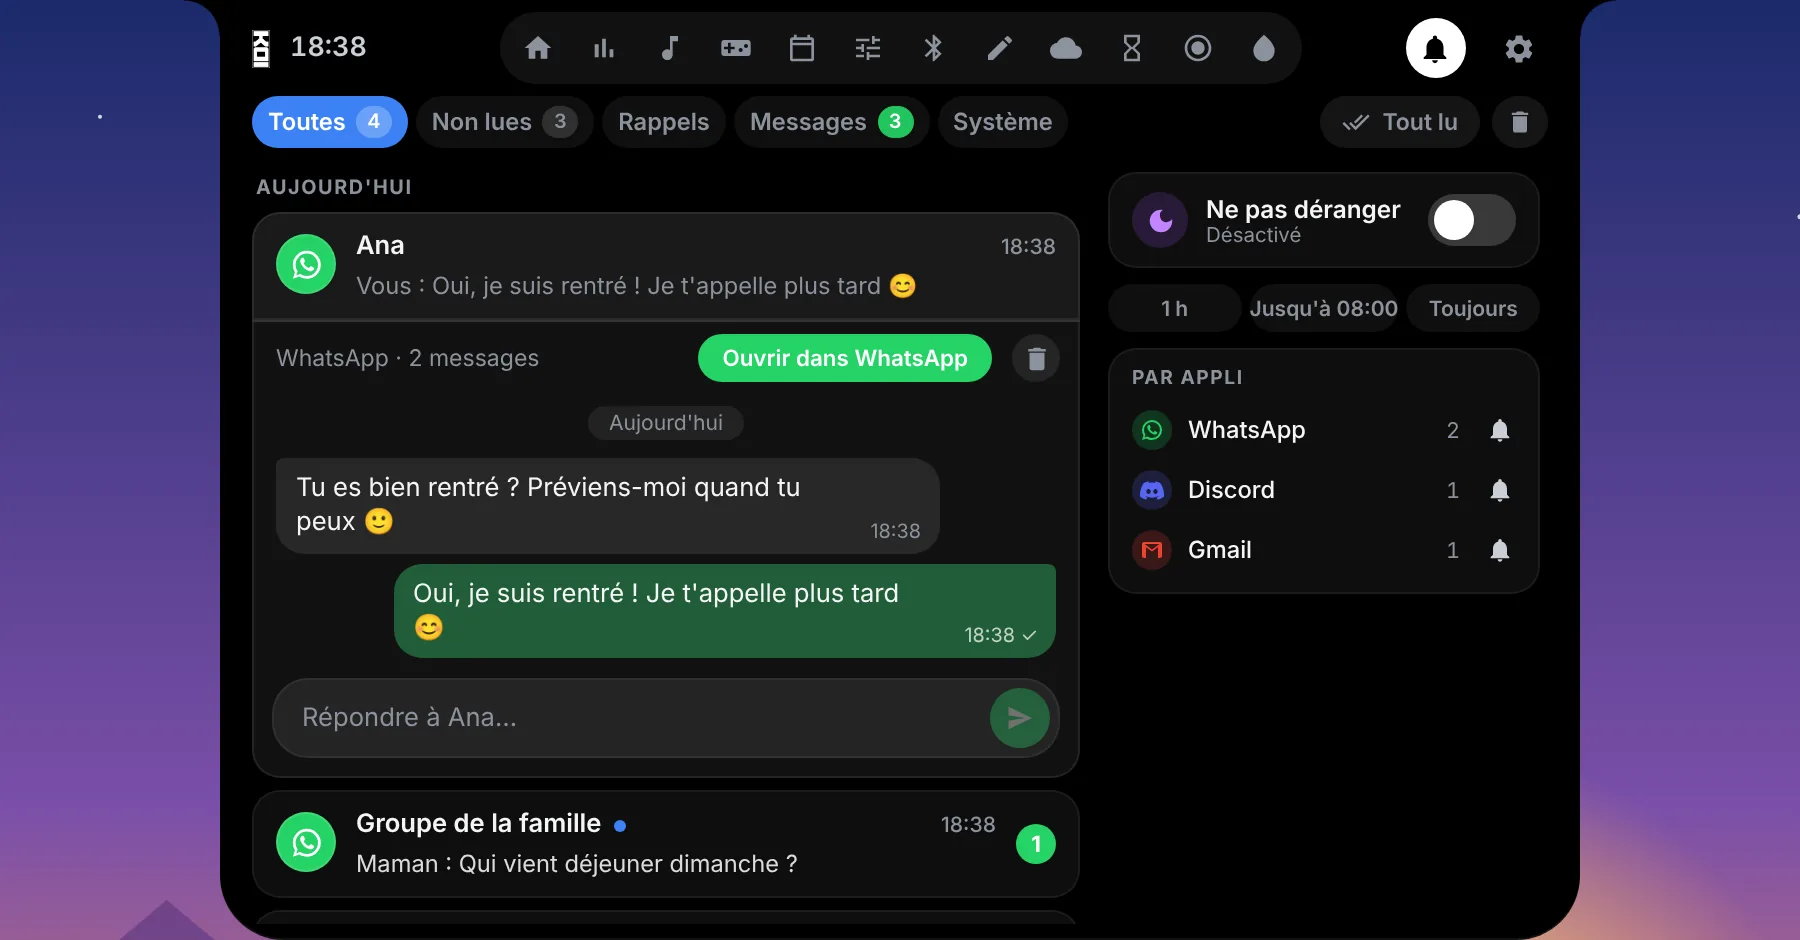 KOI
18:38
Toutes 4
Non lues 3
Rappels
Messages 3
Système
Tout lu
AUJOURD'HUI
Ana
18:38
Vous : Oui, je suis rentré ! Je t'appelle plus tard 😊
WhatsApp · 2 messages
Ouvrir dans WhatsApp
Aujourd'hui
Tu es bien rentré ? Préviens-moi quand tu
peux 🙂
18:38
Oui, je suis rentré ! Je t'appelle plus tard
😊
18:38 ✓
Répondre à Ana...
Groupe de la famille
18:38
Maman : Qui vient déjeuner dimanche ?
1
Ne pas déranger
Désactivé
1 h
Jusqu'à 08:00
Toujours
PAR APPLI
WhatsApp 2
Discord 1
Gmail 1